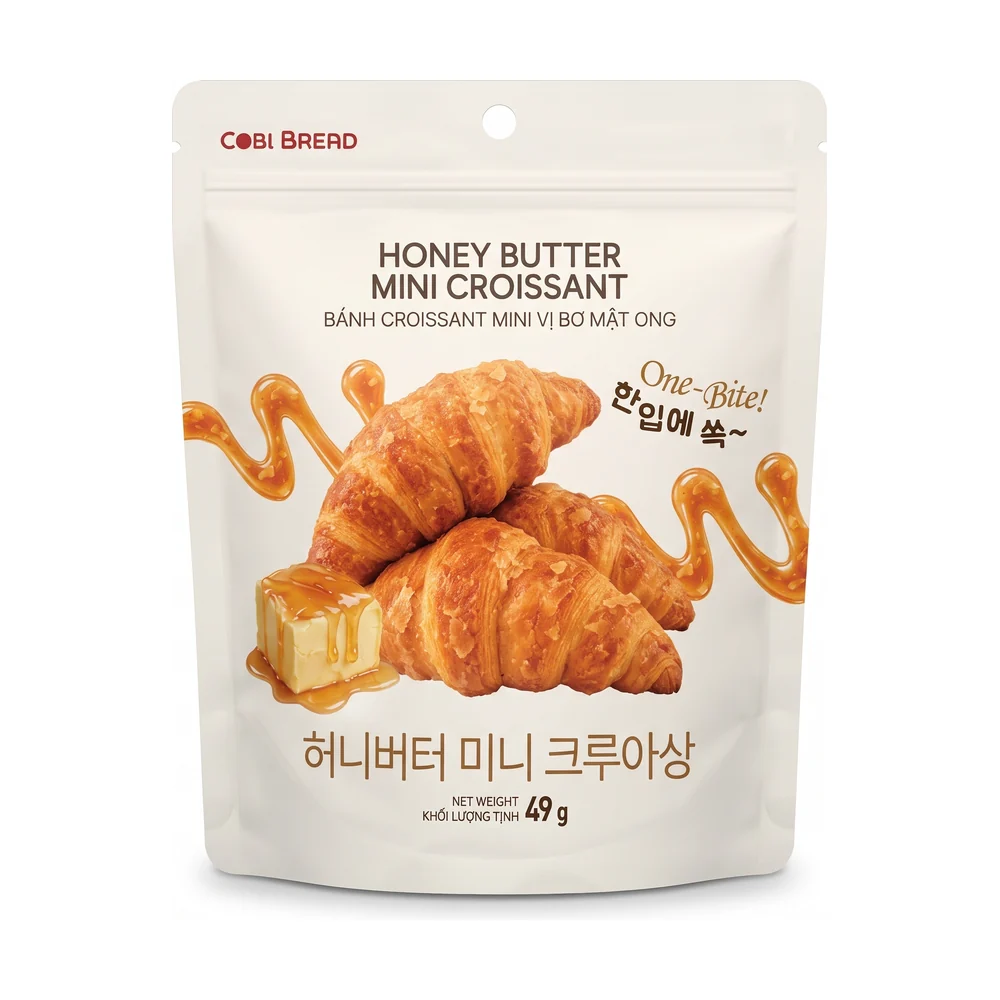 COBI BREAD
HONEY BUTTER
MINI CROISSANT
BÁNH CROISSANT MINI VỊ BƠ MẬT ONG
One-Bite!
한입에 쏙~
허니버터 미니 크루아상
NET WEIGHT
KHỐI LƯỢNG TỊNH 49 g